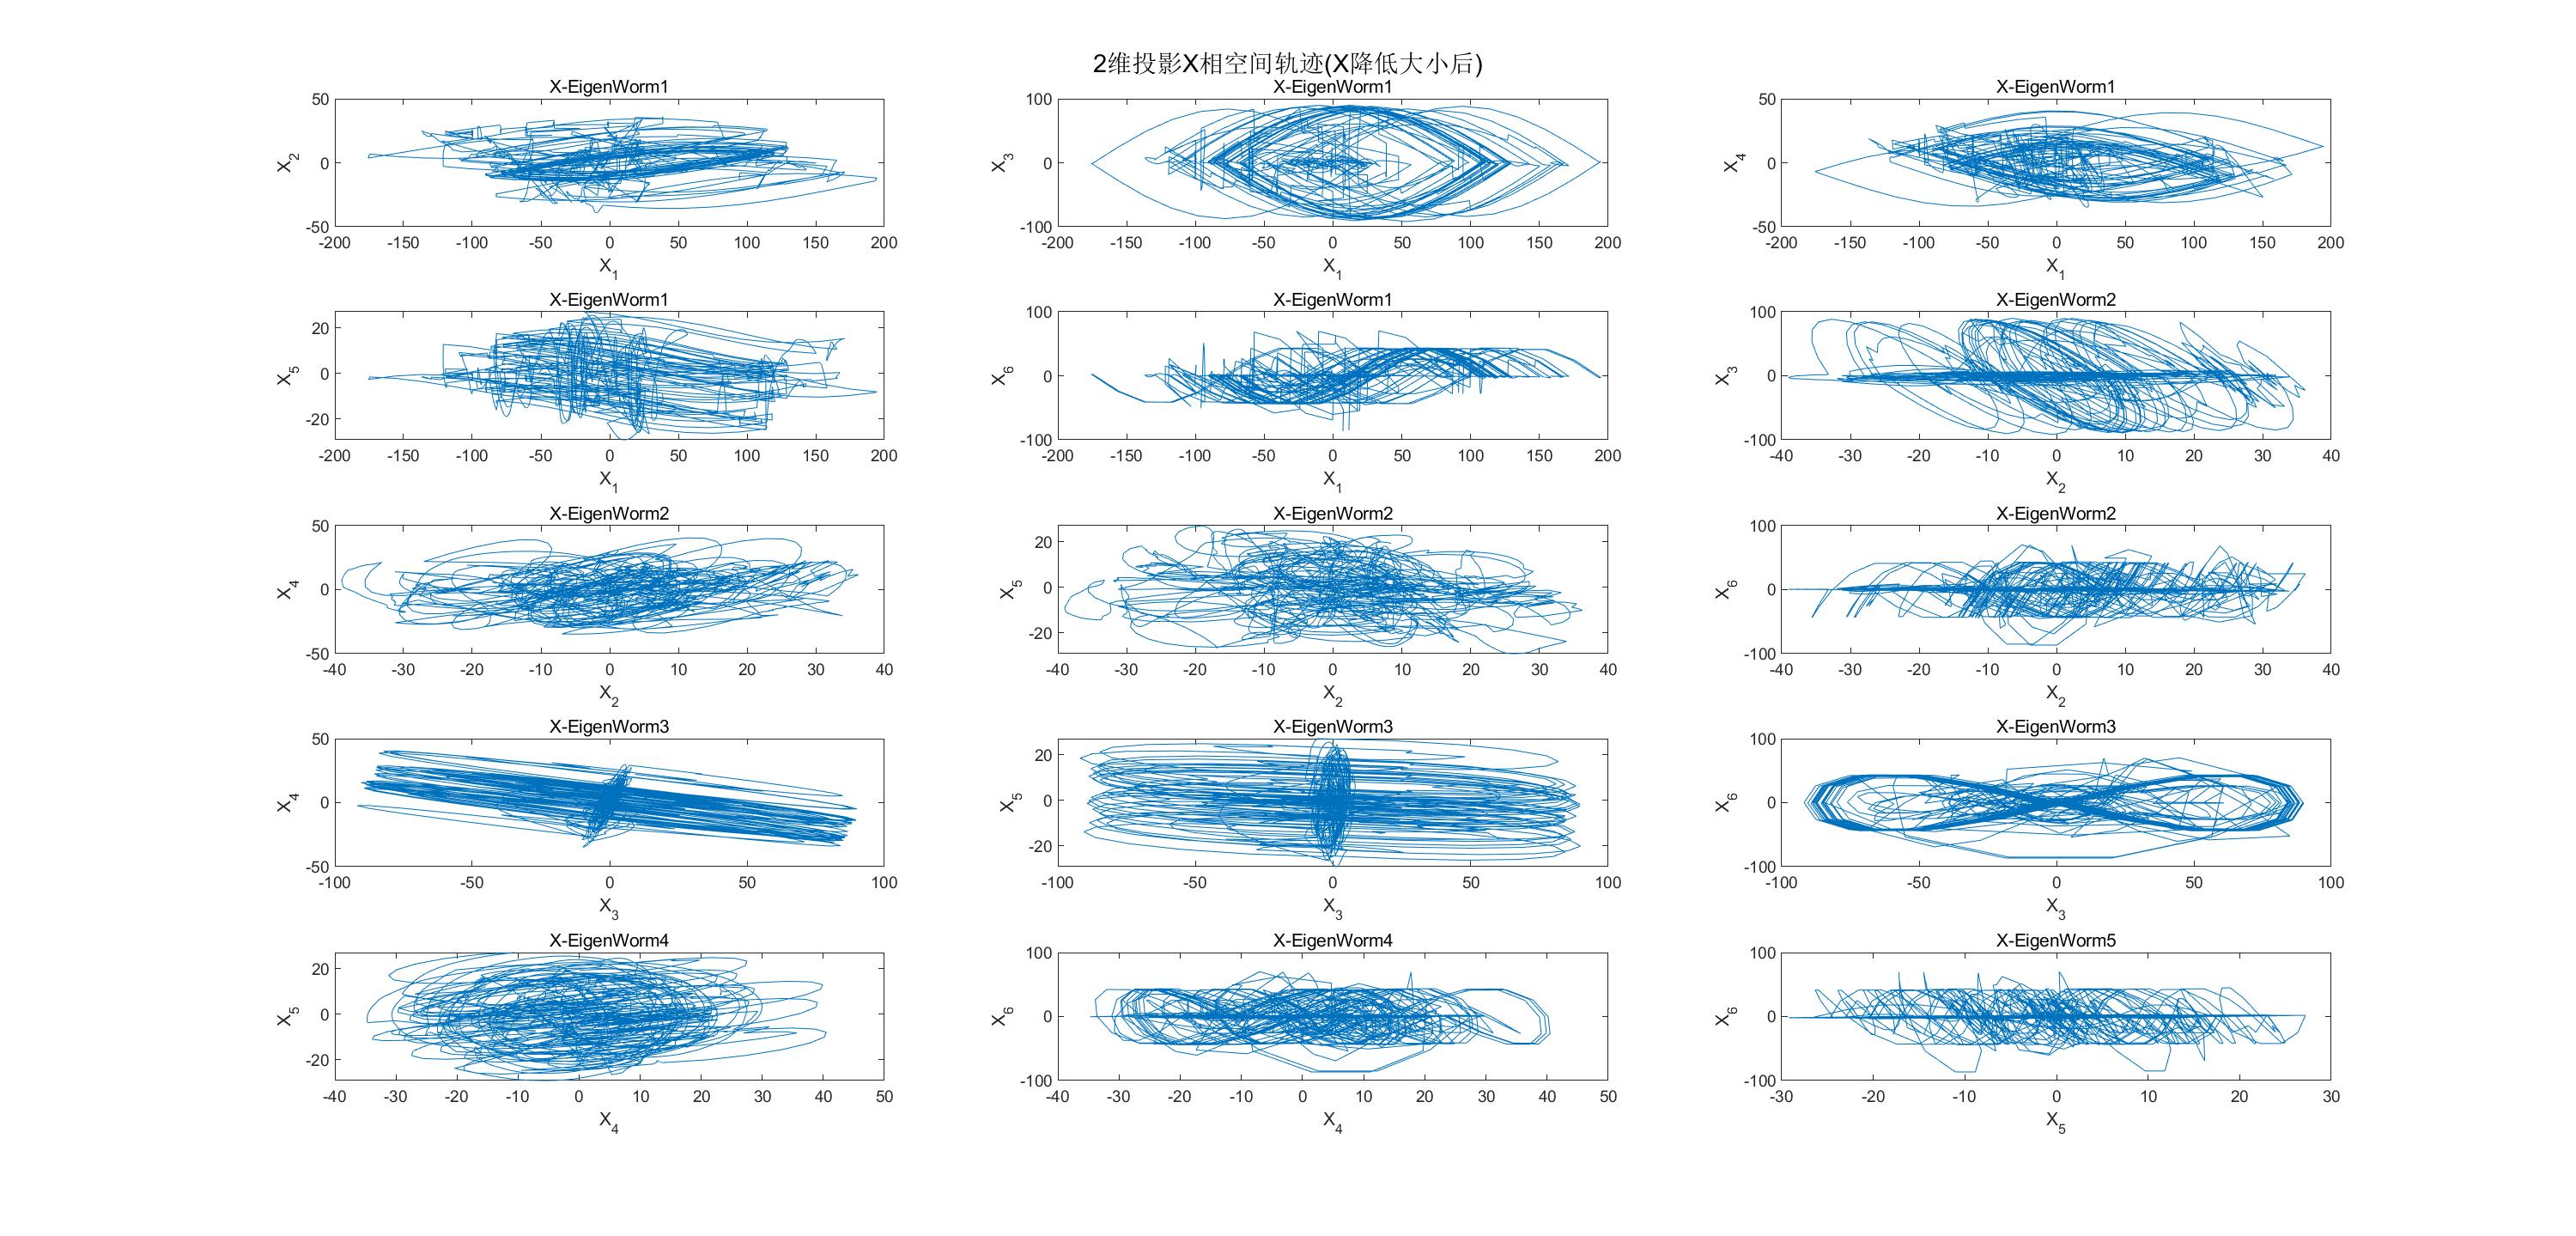 2维投影X相空间轨迹(X降低大小后)
X-EigenWorm1
50
0
-50
X2
-200 -150 -100 -50 0 50 100 150 200
X1
X-EigenWorm1
100
0
-100
X3
-200 -150 -100 -50 0 50 100 150 200
X1
X-EigenWorm1
50
0
-50
X4
-200 -150 -100 -50 0 50 100 150 200
X1
X-EigenWorm1
20
0
-20
X5
-200 -150 -100 -50 0 50 100 150 200
X1
X-EigenWorm1
100
0
-100
X6
-200 -150 -100 -50 0 50 100 150 200
X1
X-EigenWorm2
100
0
-100
X3
-40 -30 -20 -10 0 10 20 30 40
X2
X-EigenWorm2
50
0
-50
X4
-40 -30 -20 -10 0 10 20 30 40
X2
X-EigenWorm2
20
0
-20
X5
-40 -30 -20 -10 0 10 20 30 40
X2
X-EigenWorm2
100
0
-100
X6
-40 -30 -20 -10 0 10 20 30 40
X2
X-EigenWorm3
50
0
-50
X4
-100 -50 0 50 100
X3
X-EigenWorm3
20
0
-20
X5
-100 -50 0 50 100
X3
X-EigenWorm3
100
0
-100
X6
-100 -50 0 50 100
X3
X-EigenWorm4
20
0
-20
X5
-40 -30 -20 -10 0 10 20 30 40 50
X4
X-EigenWorm4
100
0
-100
X6
-40 -30 -20 -10 0 10 20 30 40 50
X4
X-EigenWorm5
100
0
-100
X6
-30 -20 -10 0 10 20 30
X5